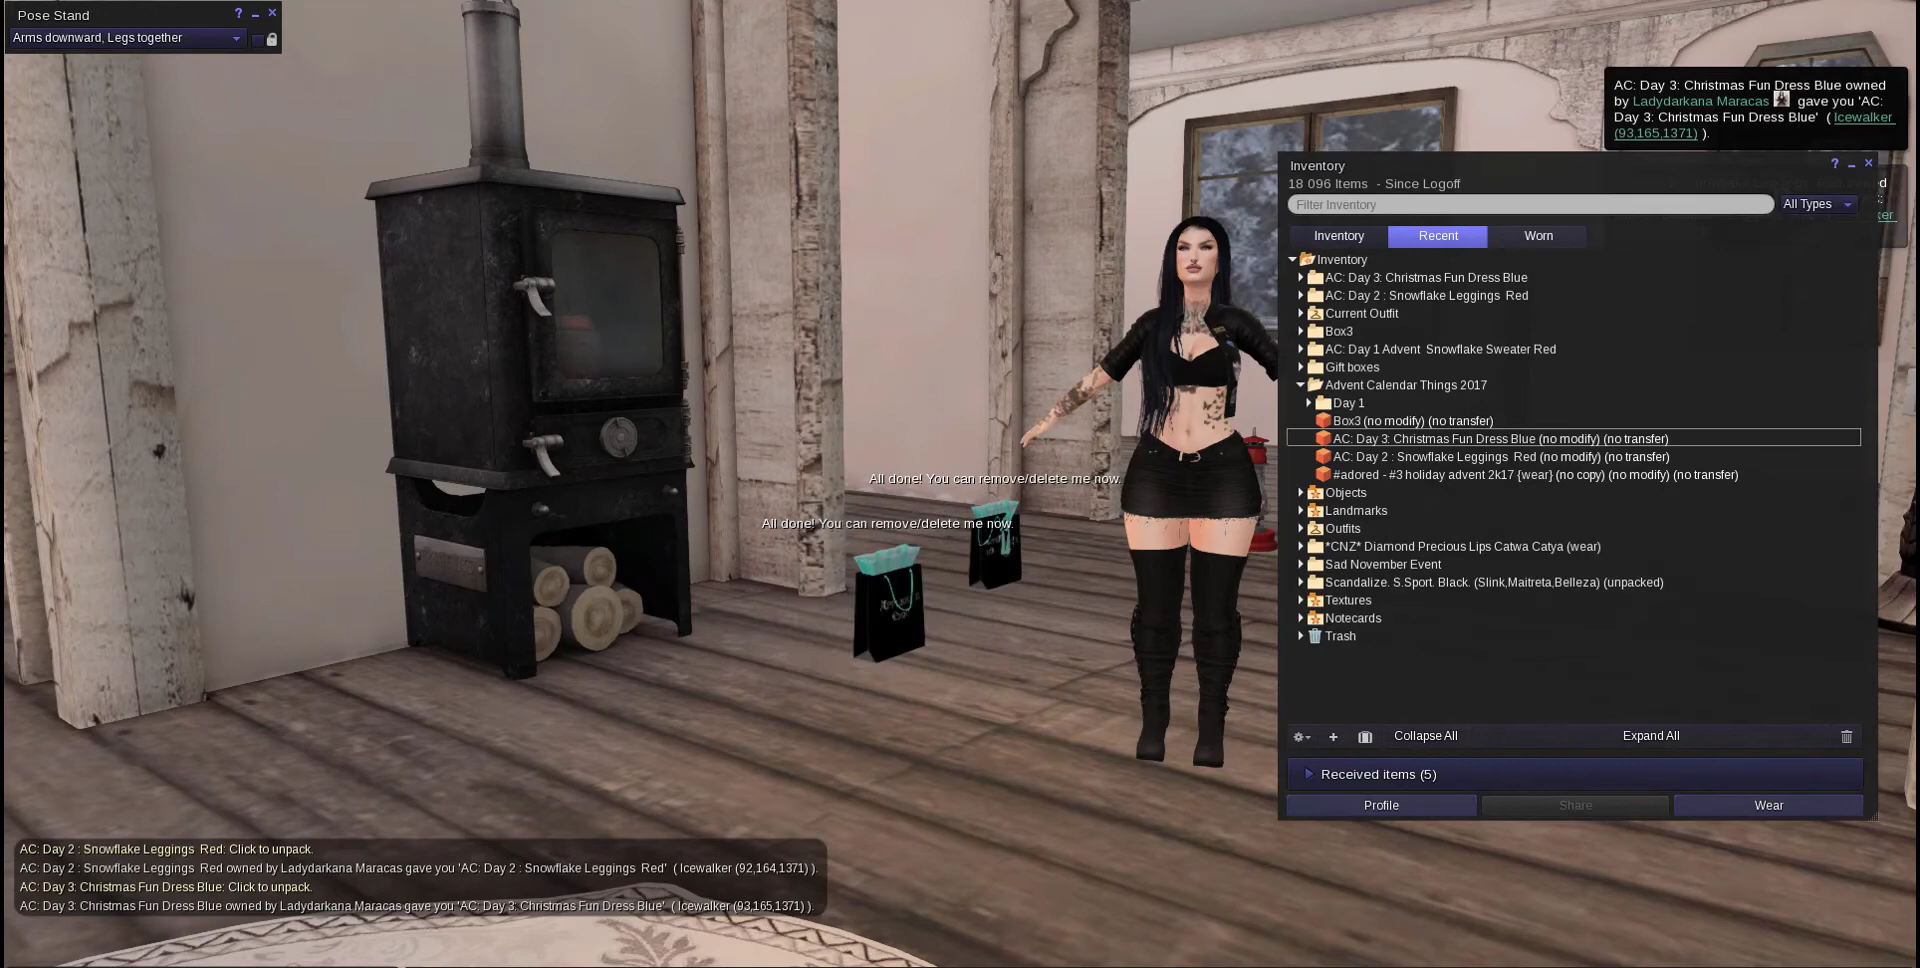 Pose Stand
Arms downward, Legs together
AC: Day 3: Christmas Fun Dress Blue owned
by Ladydarkana Maracas gave you 'AC:
Day 3: Christmas Fun Dress Blue' ( Icewalker
(93,165,1371) ).
Inventory
18 096 Items - Since Logoff
Filter Inventory
All Types
Inventory
Recent
Worn
Inventory
AC: Day 3: Christmas Fun Dress Blue
AC: Day 2 : Snowflake Leggings Red
Current Outfit
Box3
AC: Day 1 Advent Snowflake Sweater Red
Gift boxes
Advent Calendar Things 2017
Day 1
Box3 (no modify) (no transfer)
AC: Day 3: Christmas Fun Dress Blue (no modify) (no transfer)
AC: Day 2 : Snowflake Leggings Red (no modify) (no transfer)
#adored - #3 holiday advent 2k17 {wear} (no copy) (no modify) (no transfer)
Objects
Landmarks
Outfits
*CNZ* Diamond Precious Lips Catwa Catya (wear)
Sad November Event
Scandalize. S.Sport. Black. (Slink,Maitreta,Belleza) (unpacked)
Textures
Notecards
Trash
Collapse All
Expand All
Received items (5)
Profile
Share
Wear
All done! You can remove/delete me now.
All done! You can remove/delete me now.
AC: Day 2 : Snowflake Leggings Red: Click to unpack.
AC: Day 2 : Snowflake Leggings Red owned by Ladydarkana Maracas gave you 'AC: Day 2 : Snowflake Leggings Red' ( Icewalker (92,164,1371) ).
AC: Day 3: Christmas Fun Dress Blue: Click to unpack.
AC: Day 3: Christmas Fun Dress Blue owned by Ladydarkana Maracas gave you 'AC: Day 3: Christmas Fun Dress Blue' ( Icewalker (93,165,1371) ).